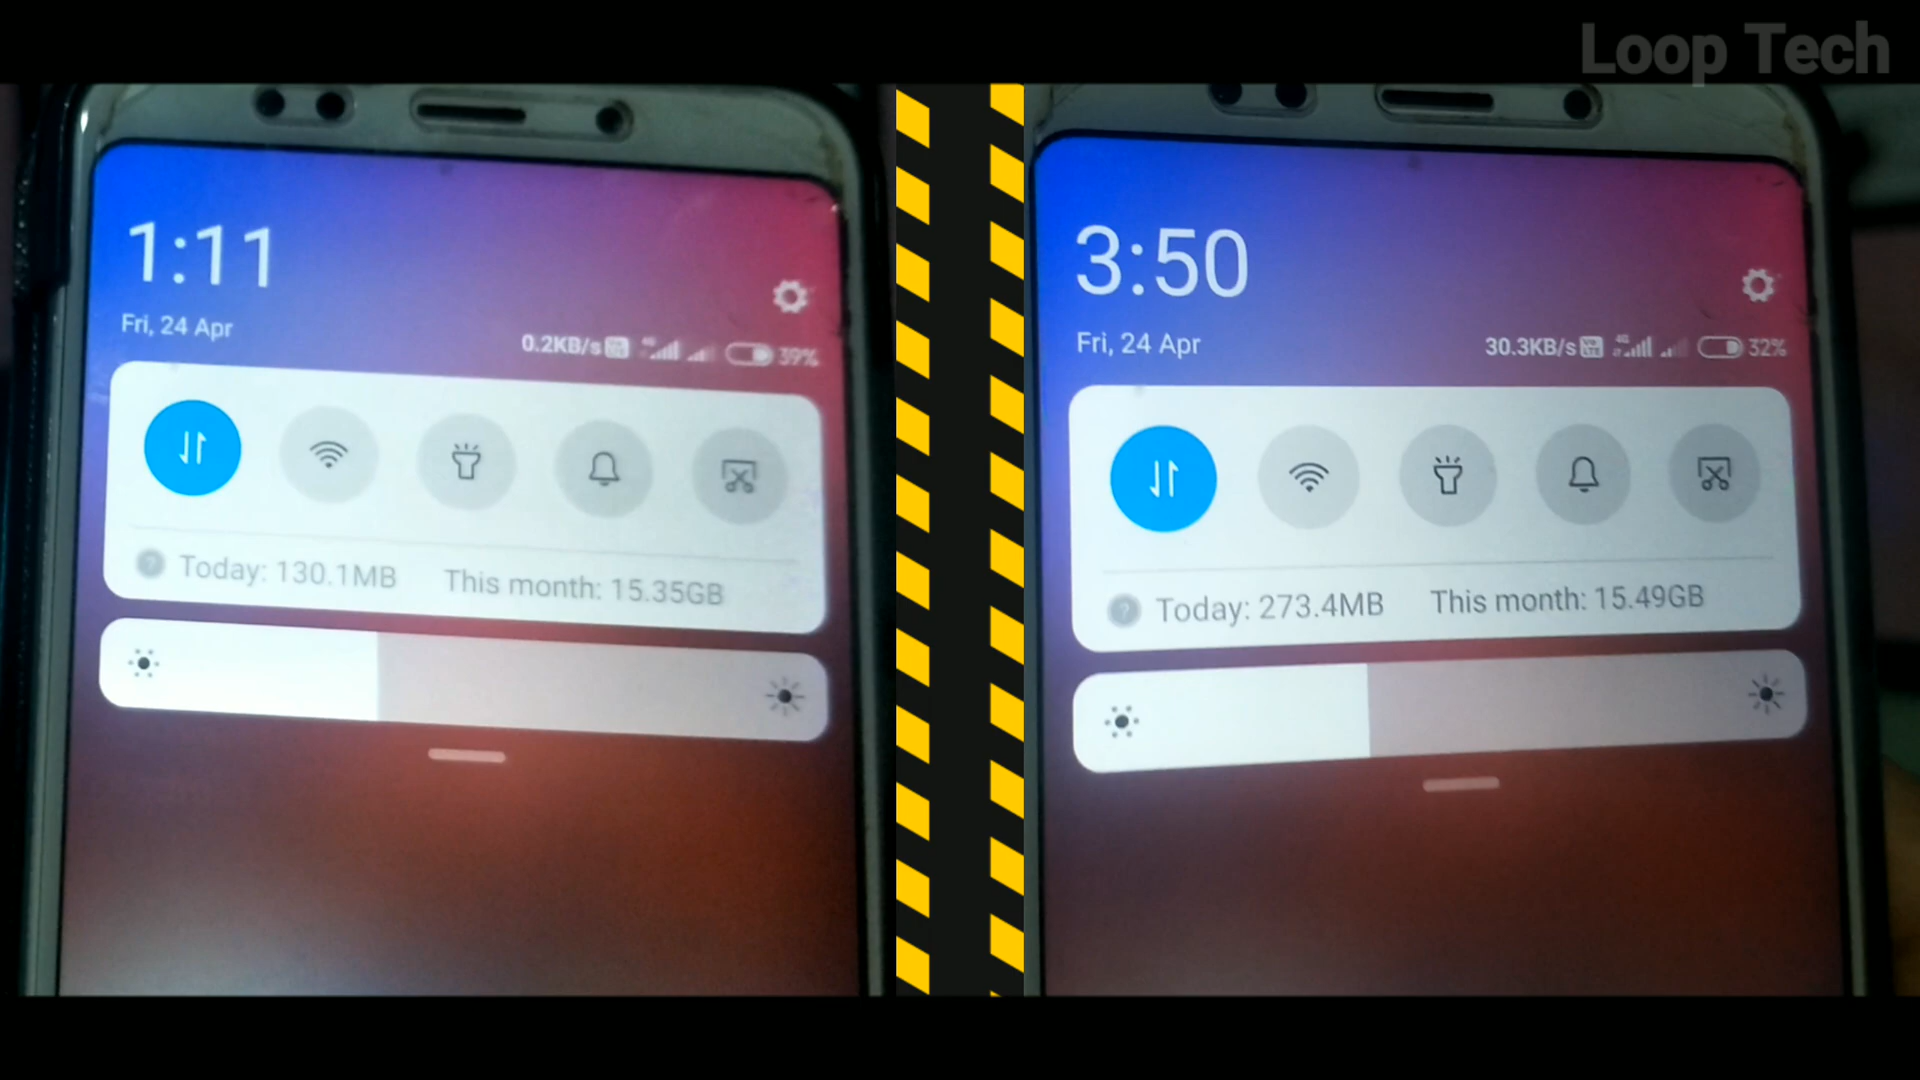 Loop Tech
1:11
Fri, 24 Apr
0.2KB/s 39%
Today: 130.1MB This month: 15.35GB
3:50
Fri, 24 Apr
30.3KB/s 4G 32%
Today: 273.4MB This month: 15.49GB